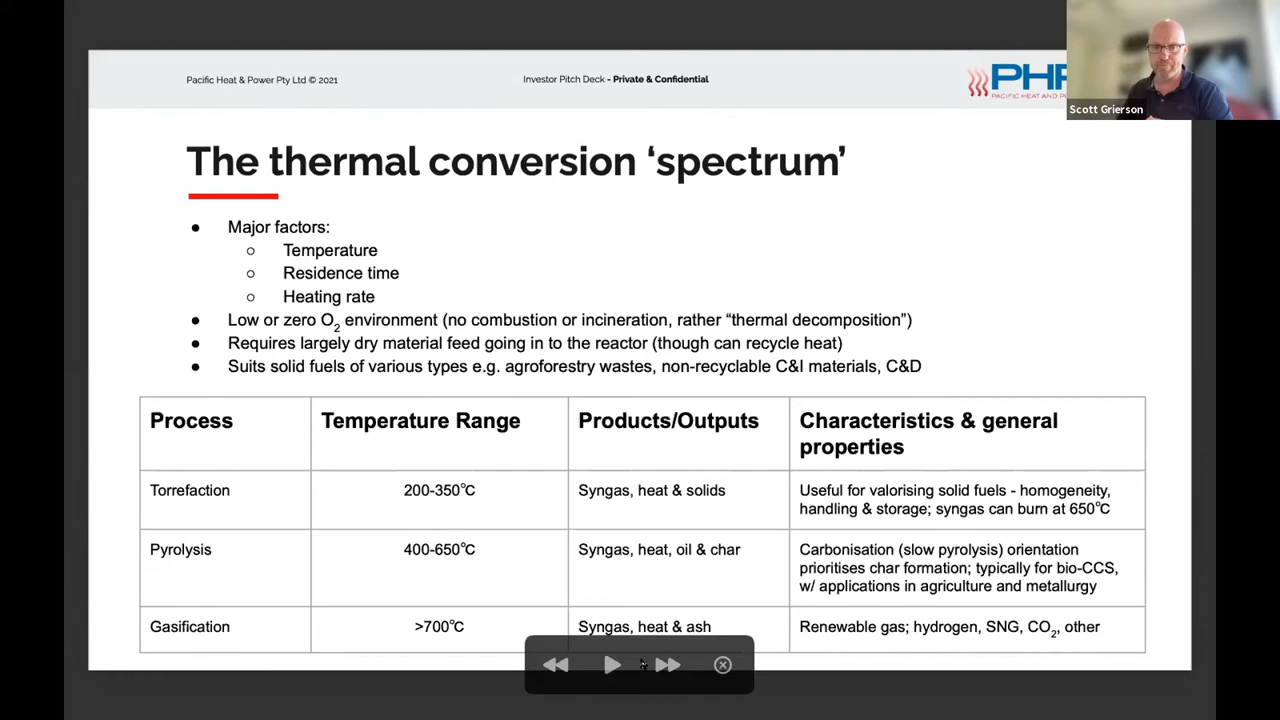 Pacific Heat & Power Pty Ltd © 2021
Investor Pitch Deck - Private & Confidential
PHP
PACIFIC HEAT AND PO
Scott Grierson
The thermal conversion ‘spectrum’
● Major factors:
○ Temperature
○ Residence time
○ Heating rate
● Low or zero O2 environment (no combustion or incineration, rather “thermal decomposition”)
● Requires largely dry material feed going in to the reactor (though can recycle heat)
● Suits solid fuels of various types e.g. agroforestry wastes, non-recyclable C&I materials, C&D
Process Temperature Range Products/Outputs Characteristics & general
properties
Torrefaction 200-350℃ Syngas, heat & solids Useful for valorising solid fuels - homogeneity,
handling & storage; syngas can burn at 650℃
Pyrolysis 400-650℃ Syngas, heat, oil & char Carbonisation (slow pyrolysis) orientation
prioritises char formation; typically for bio-CCS,
w/ applications in agriculture and metallurgy
Gasification >700℃ Syngas, heat & ash Renewable gas; hydrogen, SNG, CO2, other